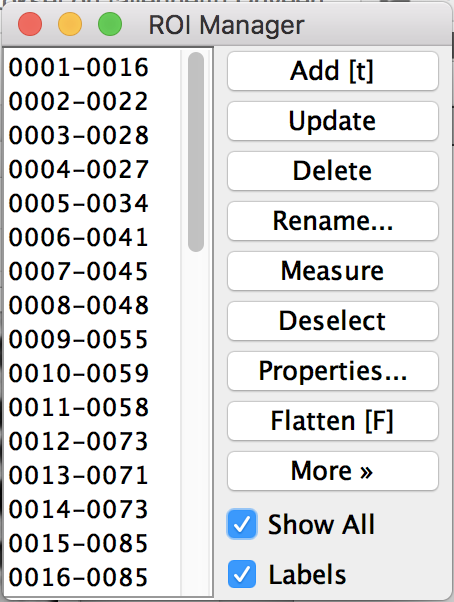 ROI Manager
0001-0016
0002-0022
0003-0028
0004-0027
0005-0034
0006-0041
0007-0045
0008-0048
0009-0055
0010-0059
0011-0058
0012-0073
0013-0071
0014-0073
0015-0085
0016-0085
Add [t]
Update
Delete
Rename...
Measure
Deselect
Properties...
Flatten [F]
More »
Show All
Labels